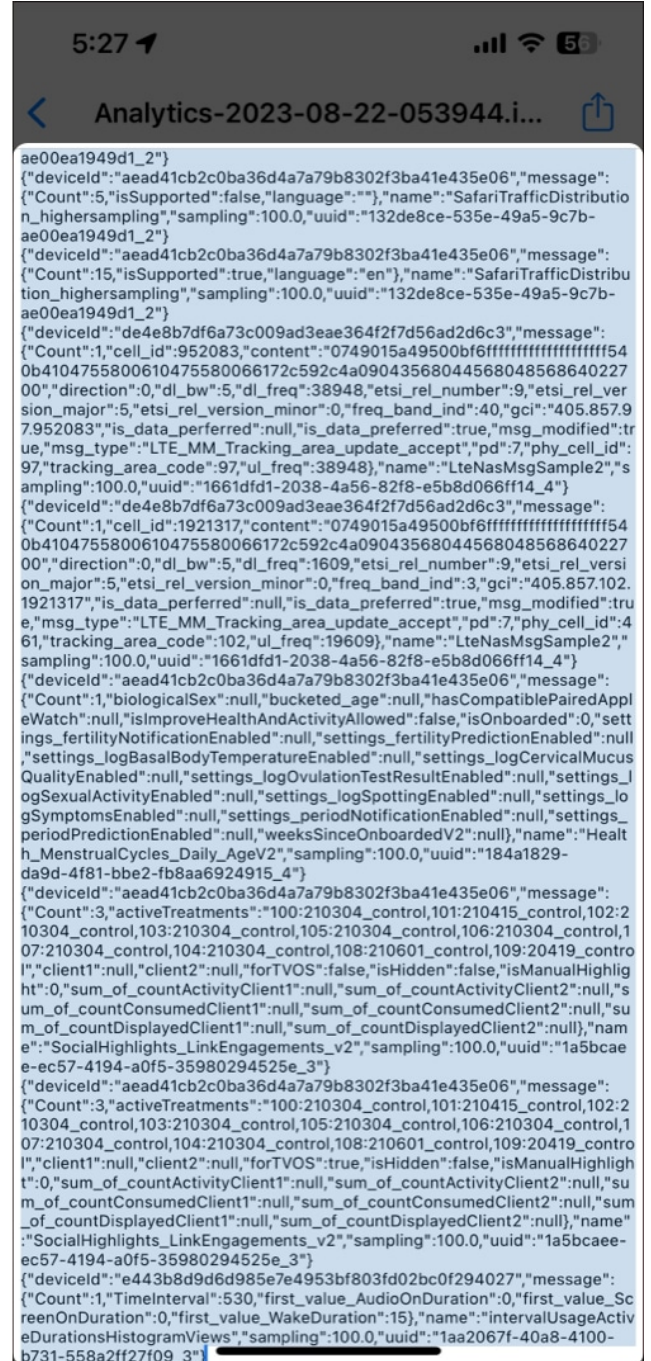 5:27
56
Analytics-2023-08-22-053944.i...
ae00ea1949d1_2"}
{"deviceId":"aead41cb2c0ba36d4a7a79b8302f3ba41e435e06","message":
{"Count":5,"isSupported":false,"language":""},"name":"SafariTrafficDistributio
n_highersampling","sampling":100.0,"uuid":"132de8ce-535e-49a5-9c7b-
ae00ea1949d1_2"}
{"deviceId":"aead41cb2c0ba36d4a7a79b8302f3ba41e435e06","message":
{"Count":15,"isSupported":true,"language":"en"},"name":"SafariTrafficDistribu
tion_highersampling","sampling":100.0,"uuid":"132de8ce-535e-49a5-9c7b-
ae00ea1949d1_2"}
{"deviceId":"de4e8b7df6a73c009ad3eae364f2f7d56ad2d6c3","message":
{"Count":1,"cell_id":952083,"content":"0749015a49500bf6ffffffffffffffffffff54
0b4104755800610475580066172c592c4a0904356804456804856864022
00","direction":0,"dl_bw":5,"dl_freq":38948,"etsi_rel_number":9,"etsi_rel_ver
sion_major":5,"etsi_rel_version_minor":0,"freq_band_ind":40,"gci":"405.857.9
7.952083","is_data_perferred":null,"is_data_preferred":true,"msg_modified":tr
ue,"msg_type":"LTE_MM_Tracking_area_update_accept","pd":7,"phy_cell_id":
97,"tracking_area_code":97,"ul_freq":38948},"name":"LteNasMsgSample2","s
ampling":100.0,"uuid":"1661dfd1-2038-4a56-82f8-e5b8d066ff14_4"}
{"deviceId":"de4e8b7df6a73c009ad3eae364f2f7d56ad2d6c3","message":
{"Count":1,"cell_id":1921317,"content":"0749015a49500bf6ffffffffffffffffffff54
0b4104755800610475580066172c592c4a0904356804456804856864022
00","direction":0,"dl_bw":5,"dl_freq":1609,"etsi_rel_number":9,"etsi_rel_versi
on_major":5,"etsi_rel_version_minor":0,"freq_band_ind":3,"gci":"405.857.102.
1921317","is_data_perferred":null,"is_data_preferred":true,"msg_modified":tru
e,"msg_type":"LTE_MM_Tracking_area_update_accept","pd":7,"phy_cell_id":4
61,"tracking_area_code":102,"ul_freq":19609},"name":"LteNasMsgSample2","
sampling":100.0,"uuid":"1661dfd1-2038-4a56-82f8-e5b8d066ff14_4"}
{"deviceId":"aead41cb2c0ba36d4a7a79b8302f3ba41e435e06","message":
{"Count":1,"biologicalSex":null,"bucketed_age":null,"hasCompatiblePairedAppl
eWatch":null,"isImproveHealthAndActivityAllowed":false,"isOnboarded":0,"sett
ings_fertilityNotificationEnabled":null,"settings_fertilityPredictionEnabled":null
,"settings_logBasalBodyTemperatureEnabled":null,"settings_logCervicalMucus
QualityEnabled":null,"settings_logOvulationTestResultEnabled":null,"settings_l
ogSexualActivityEnabled":null,"settings_logSpottingEnabled":null,"settings_lo
gSymptomsEnabled":null,"settings_periodNotificationEnabled":null,"settings_
periodPredictionEnabled":null,"weeksSinceOnboardedV2":null},"name":"Healt
h_MenstrualCycles_Daily_AgeV2","sampling":100.0,"uuid":"184a1829-
da9d-4f81-bbe2-fb8aa6924915_4"}
{"deviceId":"aead41cb2c0ba36d4a7a79b8302f3ba41e435e06","message":
{"Count":3,"activeTreatments":"100:210304_control,101:210415_control,102:2
10304_control,103:210304_control,105:210304_control,106:210304_control,1
07:210304_control,104:210304_control,108:210601_control,109:20419_contro
l","client1":null,"client2":null,"forTVOS":false,"isHidden":false,"isManualHighlig
ht":0,"sum_of_countActivityClient1":null,"sum_of_countActivityClient2":null,"s
um_of_countConsumedClient1":null,"sum_of_countConsumedClient2":null,"su
m_of_countDisplayedClient1":null,"sum_of_countDisplayedClient2":null},"nam
e":"SocialHighlights_LinkEngagements_v2","sampling":100.0,"uuid":"1a5bcae
e-ec57-4194-a0f5-35980294525e_3"}
{"deviceId":"aead41cb2c0ba36d4a7a79b8302f3ba41e435e06","message":
{"Count":3,"activeTreatments":"100:210304_control,101:210415_control,102:2
10304_control,103:210304_control,105:210304_control,106:210304_control,1
07:210304_control,104:210304_control,108:210601_control,109:20419_contro
l","client1":null,"client2":null,"forTVOS":true,"isHidden":false,"isManualHighligh
t":0,"sum_of_countActivityClient1":null,"sum_of_countActivityClient2":null,"su
m_of_countConsumedClient1":null,"sum_of_countConsumedClient2":null,"sum
_of_countDisplayedClient1":null,"sum_of_countDisplayedClient2":null},"name"
:"SocialHighlights_LinkEngagements_v2","sampling":100.0,"uuid":"1a5bcaee-
ec57-4194-a0f5-35980294525e_3"}
{"deviceId":"e443b8d9d6d985e7e4953bf803fd02bc0f294027","message":
{"Count":1,"TimeInterval":530,"first_value_AudioOnDuration":0,"first_value_Sc
reenOnDuration":0,"first_value_WakeDuration":15},"name":"intervalUsageActiv
eDurationsHistogramViews","sampling":100.0,"uuid":"1aa2067f-40a8-4100-
b731-558a2ff27f09_3"}